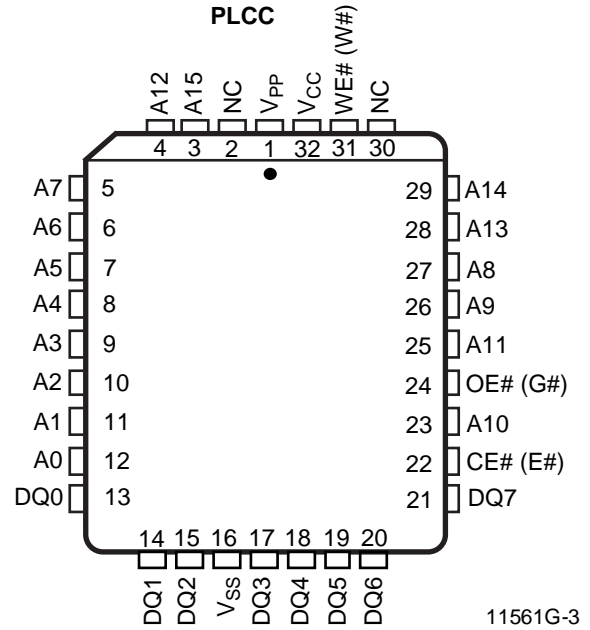 PLCC
A12 A15 NC VPP VCC WE# (W#) NC
4 3 2 1 32 31 30
A7 5 29 A14
A6 6 28 A13
A5 7 27 A8
A4 8 26 A9
A3 9 25 A11
A2 10 24 OE# (G#)
A1 11 23 A10
A0 12 22 CE# (E#)
DQ0 13 21 DQ7
14 15 16 17 18 19 20
DQ1 DQ2 VSS DQ3 DQ4 DQ5 DQ6
11561G-3